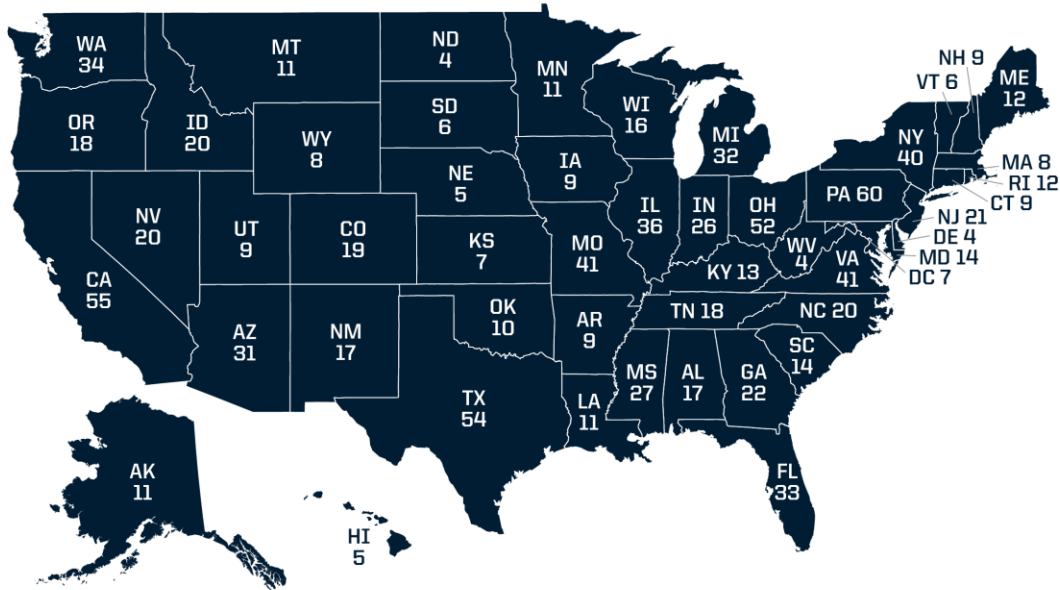 WA
34
MT
11
ND
4
MN
11
NH 9
VT 6
ME
12
OR
18
ID
20
WY
8
SD
6
WI
16
MI
32
NY
40
MA 8
RI 12
CT 9
NE
5
IA
9
PA 60
NV
20
UT
9
CO
19
KS
7
MO
41
IL
36
IN
26
OH
52
WV
4
VA
41
NJ 21
DE 4
MD 14
DC 7
CA
55
KY 13
AZ
31
NM
17
OK
10
AR
9
TN 18
NC 20
TX
54
LA
11
MS
27
AL
17
GA
22
SC
14
FL
33
AK
11
HI
5